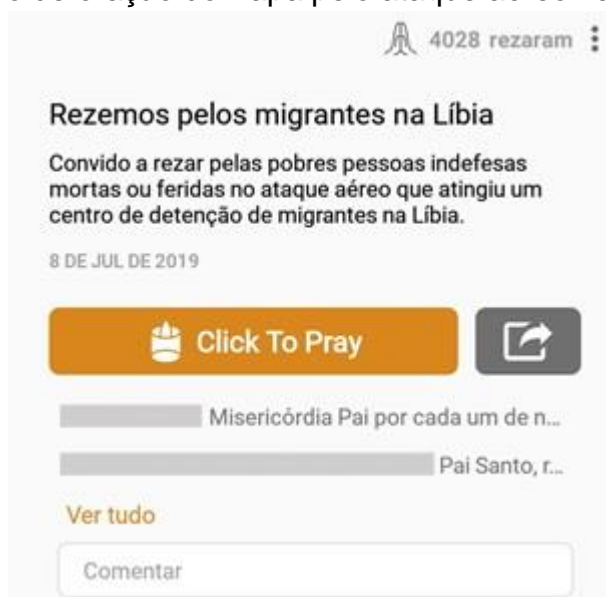 4028 rezaram
Rezemos pelos migrantes na Líbia
Convido a rezar pelas pobres pessoas indefesas
mortas ou feridas no ataque aéreo que atingiu um
centro de detenção de migrantes na Líbia.
8 DE JUL DE 2019
Click To Pray
Misericórdia Pai por cada um de n...
Pai Santo, r...
Ver tudo
Comentar